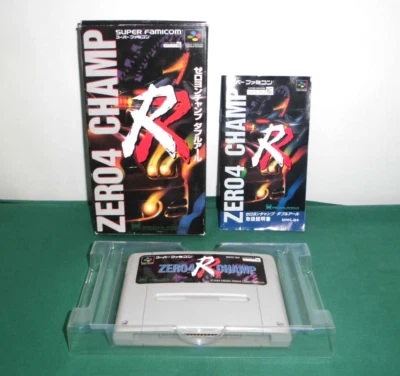 SUPER FAMICOM
スーパーファミコン
ZERO4 CHAMP
RR
ゼロヨンチャンプ ダブルアール
スーパーファミコン
ZERO4 CHAMP
RR
ゼロヨンチャンプ ダブルアール
取扱説明書
スーパーファミコン
ZERO4 RR CHAMP